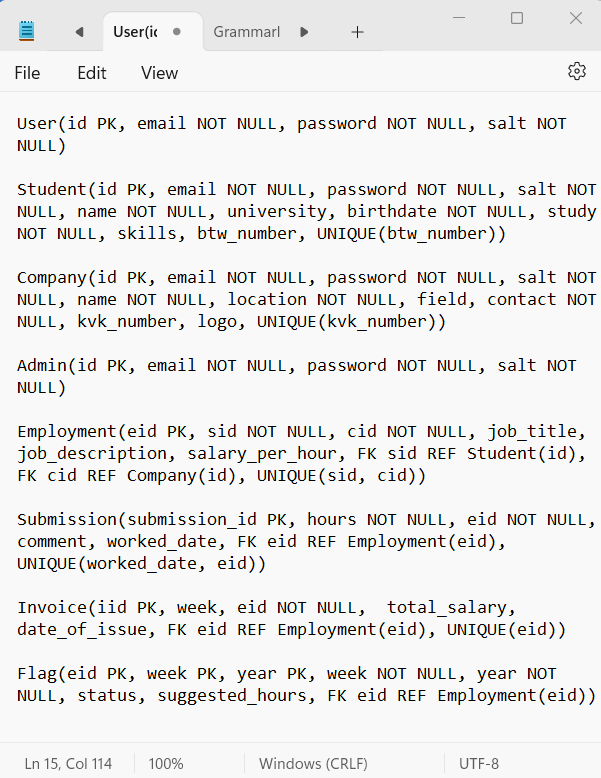 User(ic
Grammarl
File
Edit
View
User(id PK, email NOT NULL, password NOT NULL, salt NOT
NULL)
Student(id PK, email NOT NULL, password NOT NULL, salt NOT
NULL, name NOT NULL, university, birthdate NOT NULL, study
NOT NULL, skills, btw_number, UNIQUE(btw_number))
Company(id PK, email NOT NULL, password NOT NULL, salt NOT
NULL, name NOT NULL, location NOT NULL, field, contact NOT
NULL, kvk_number, logo, UNIQUE(kvk_number))
Admin(id PK, email NOT NULL, password NOT NULL, salt NOT
NULL)
Employment(eid PK, sid NOT NULL, cid NOT NULL, job_title,
job_description, salary_per_hour, FK sid REF Student(id),
FK cid REF Company(id), UNIQUE(sid, cid))
Submission(submission_id PK, hours NOT NULL, eid NOT NULL,
comment, worked_date, FK eid REF Employment(eid),
UNIQUE(worked_date, eid))
Invoice(iid PK, week, eid NOT NULL,  total_salary,
date_of_issue, FK eid REF Employment(eid), UNIQUE(eid))
Flag(eid PK, week PK, year PK, week NOT NULL, year NOT
NULL, status, suggested_hours, FK eid REF Employment(eid))
Ln 15, Col 114
100%
Windows (CRLF)
UTF-8